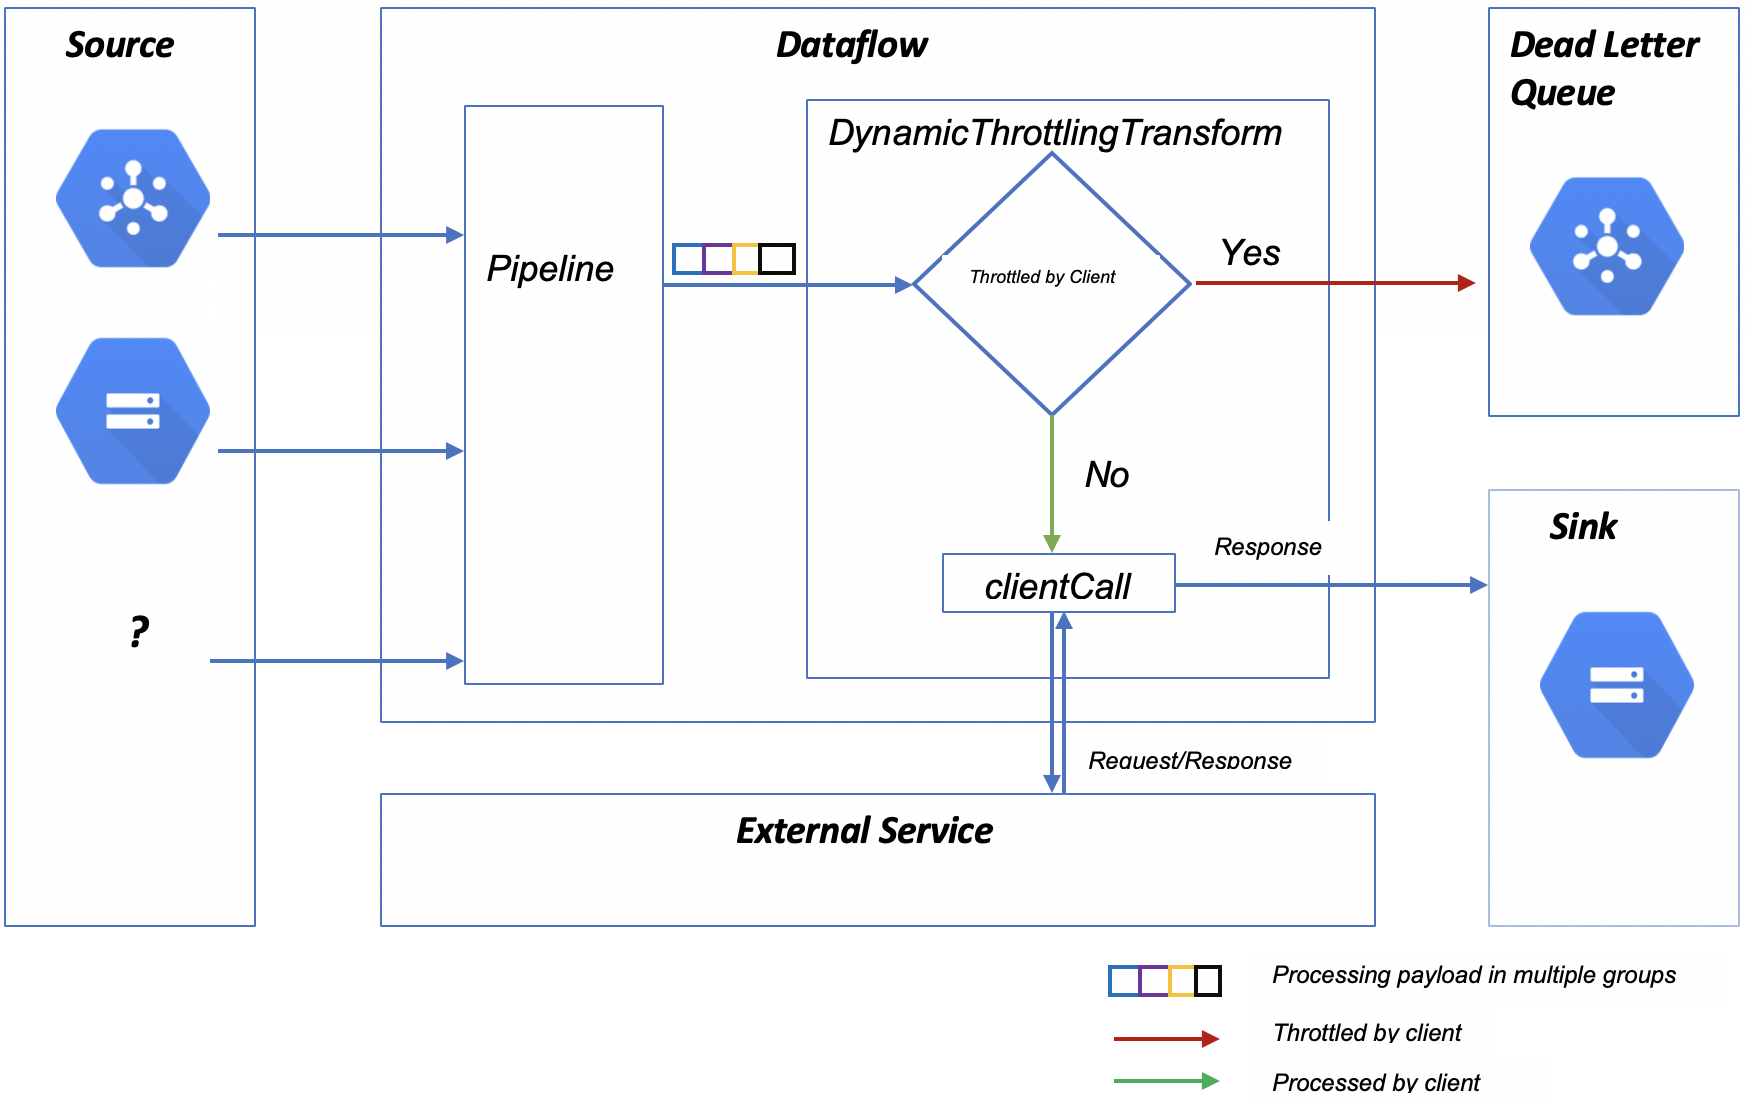 Source
Dataflow
Dead Letter
Queue
DynamicThrottlingTransform
Pipeline
Throttled by Client
Yes
No
?
clientCall
Response
Sink
Request/Response
External Service
Processing payload in multiple groups
Throttled by client
Processed by client